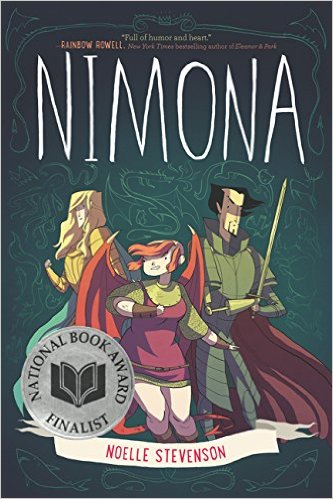 "Full of humor and heart."
—RAINBOW ROWELL, New York Times bestselling author of Eleanor & Park
NIMONA
NATIONAL BOOK AWARD
FINALIST
NOELLE STEVENSON